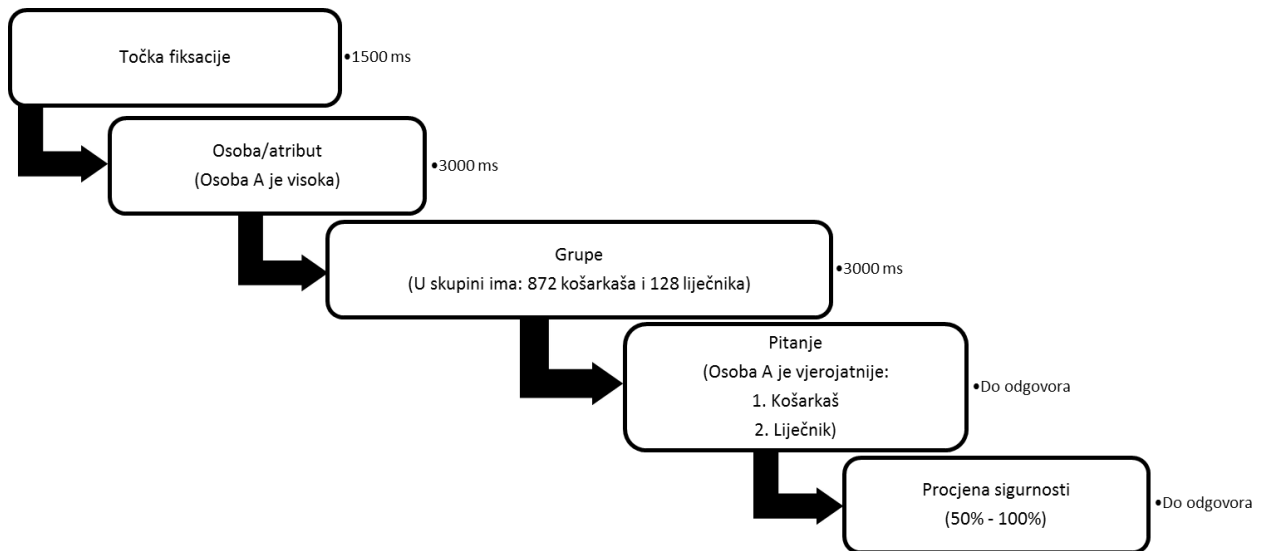 Točka fiksacije
•1500 ms
Osoba/atribut
(Osoba A je visoka)
•3000 ms
Grupe
(U skupini ima: 872 košarkaša i 128 liječnika)
•3000 ms
Pitanje
(Osoba A je vjerojatnije:
1. Košarkaš
2. Liječnik)
•Do odgovora
Procjena sigurnosti
(50% - 100%)
•Do odgovora